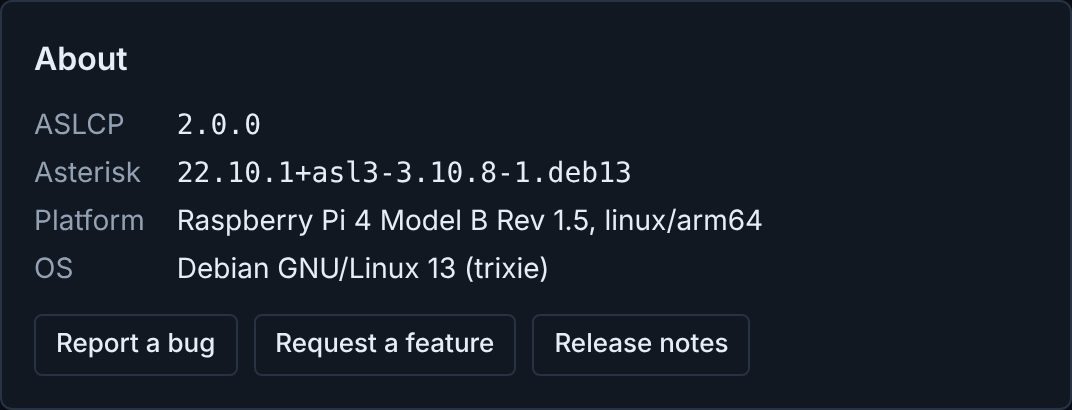 About
ASLCP 2.0.0
Asterisk 22.10.1+asl3-3.10.8-1.deb13
Platform Raspberry Pi 4 Model B Rev 1.5, linux/arm64
OS Debian GNU/Linux 13 (trixie)
Report a bug Request a feature Release notes